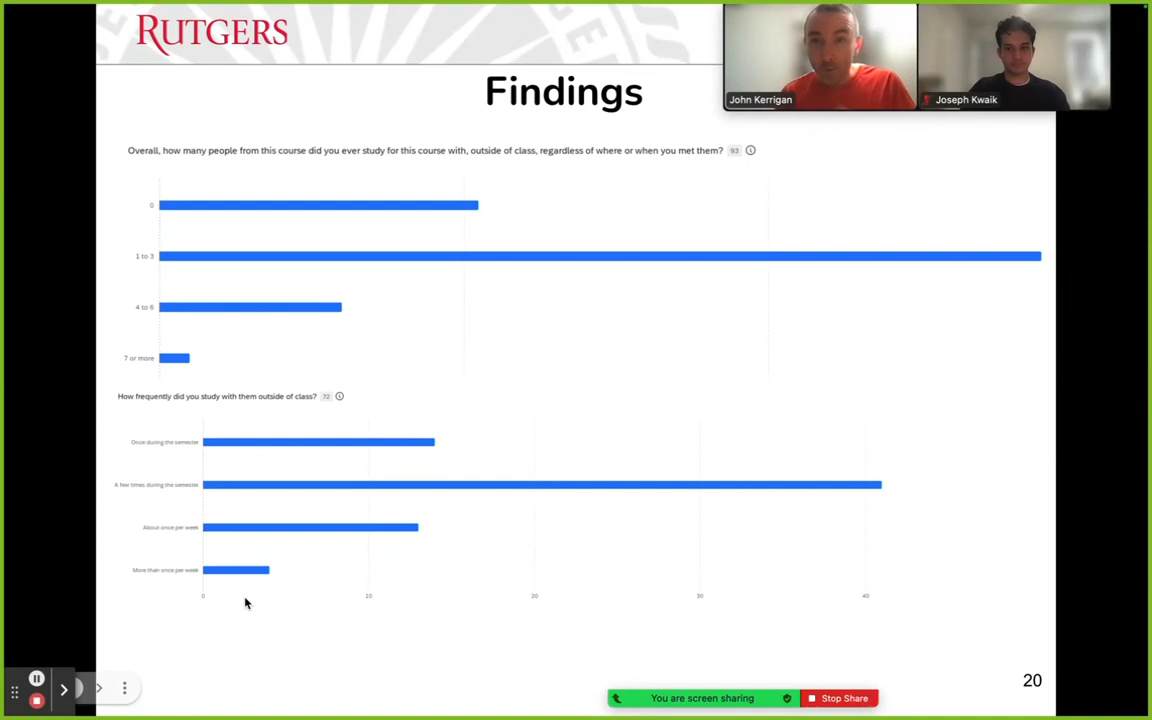 RUTGERS
Findings
John Kerrigan
Joseph Kwaik
Overall, how many people from this course did you ever study for this course with, outside of class, regardless of where or when you met them? 93
0
1 to 3
4 to 6
7 or more
How frequently did you study with them outside of class? 72
Once during the semester
A few times during the semester
About once per week
More than once per week
0 10 20 30 40
20
You are screen sharing
Stop Share